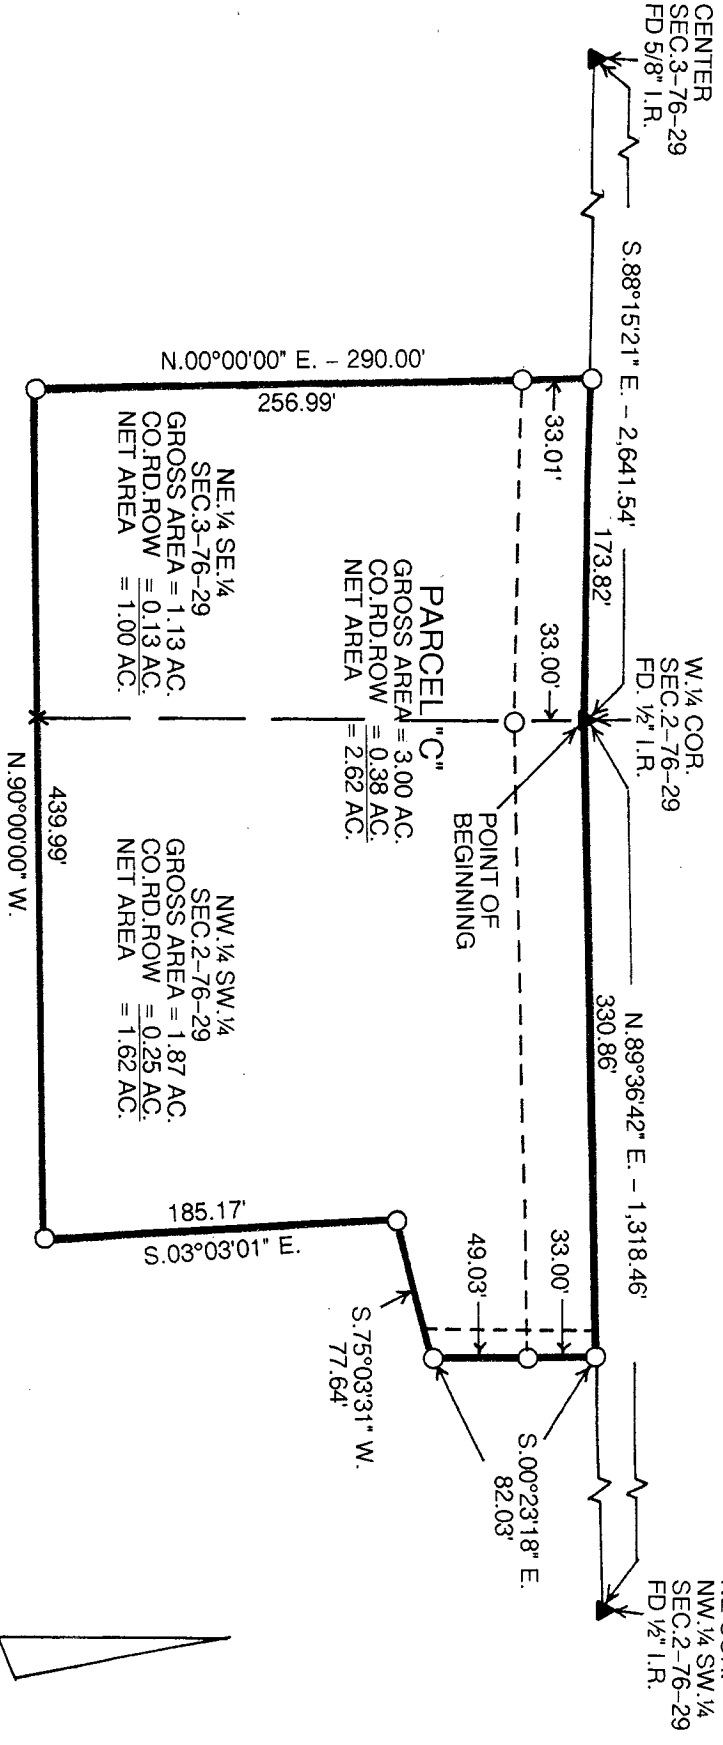 CENTER
SEC.3-76-29
FD 5/8" I.R.
S.88°15'21" E. - 2,641.54'
173.82'
W.¼ COR.
SEC.2-76-29
FD. ½" I.R.
N.89°36'42" E. - 1,318.46'
330.86'
NW.¼ SW.¼
SEC.2-76-29
FD ½" I.R.
N.00°00'00" E. - 290.00'
256.99'
33.01'
33.00'
POINT OF
BEGINNING
33.00'
49.03'
S.00°23'18" E.
82.03'
S.75°03'31" W.
77.64'
185.17'
S.03°03'01" E.
PARCEL "C"
GROSS AREA = 3.00 AC.
CO.RD.ROW = 0.38 AC.
NET AREA = 2.62 AC.
NE.¼ SE.¼
SEC.3-76-29
GROSS AREA = 1.13 AC.
CO.RD.ROW = 0.13 AC.
NET AREA = 1.00 AC.
NW.¼ SW.¼
SEC.2-76-29
GROSS AREA = 1.87 AC.
CO.RD.ROW = 0.25 AC.
NET AREA = 1.62 AC.
439.99'
N.90°00'00" W.